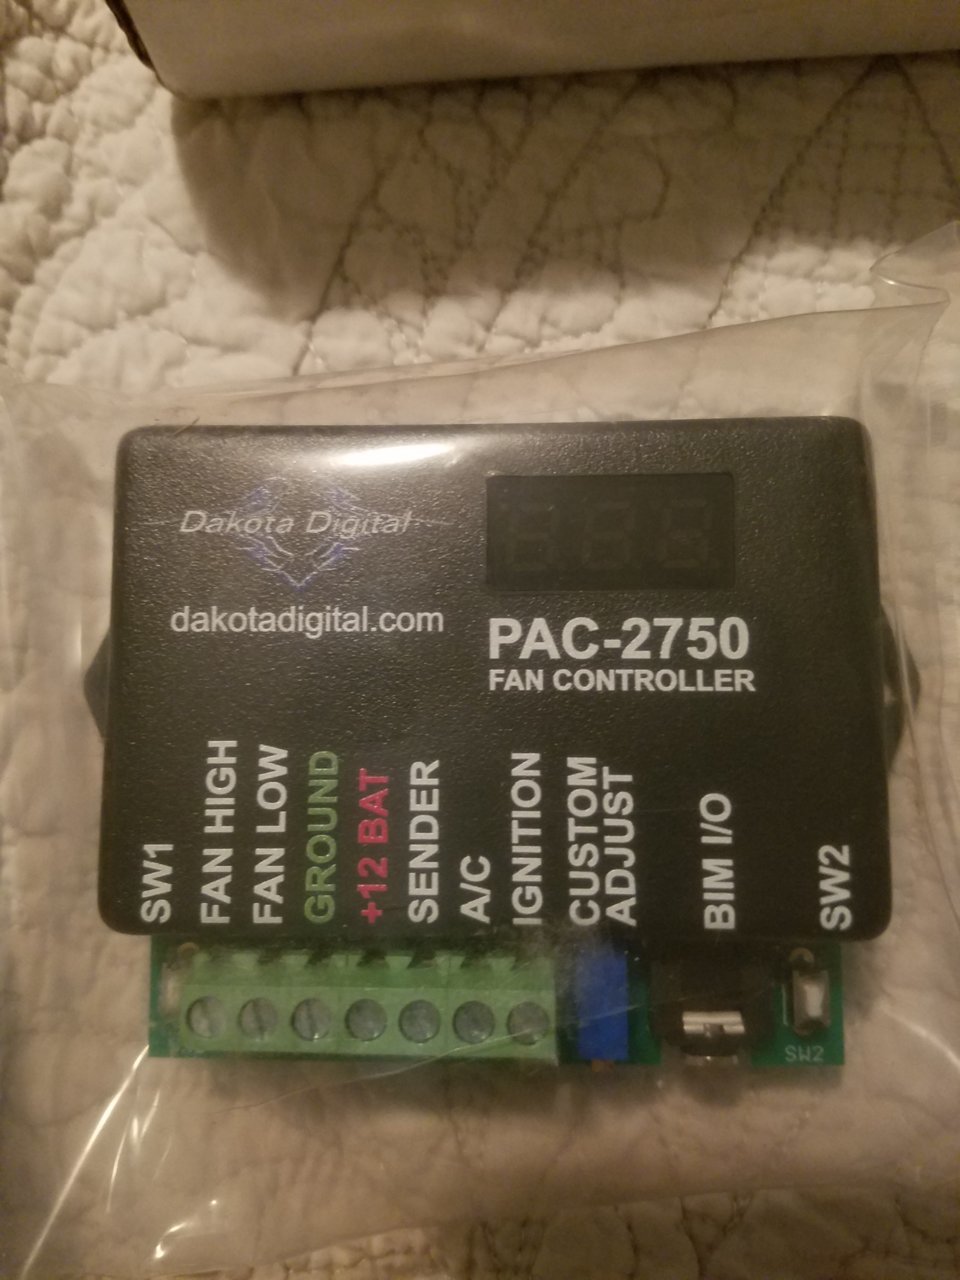 Dakota Digital
dakotadigital.com
PAC-2750
FAN CONTROLLER
SW1
FAN HIGH
FAN LOW
GROUND
+12 BAT
SENDER
A/C
IGNITION
CUSTOM
ADJUST
BIM I/O
SW2
SW2